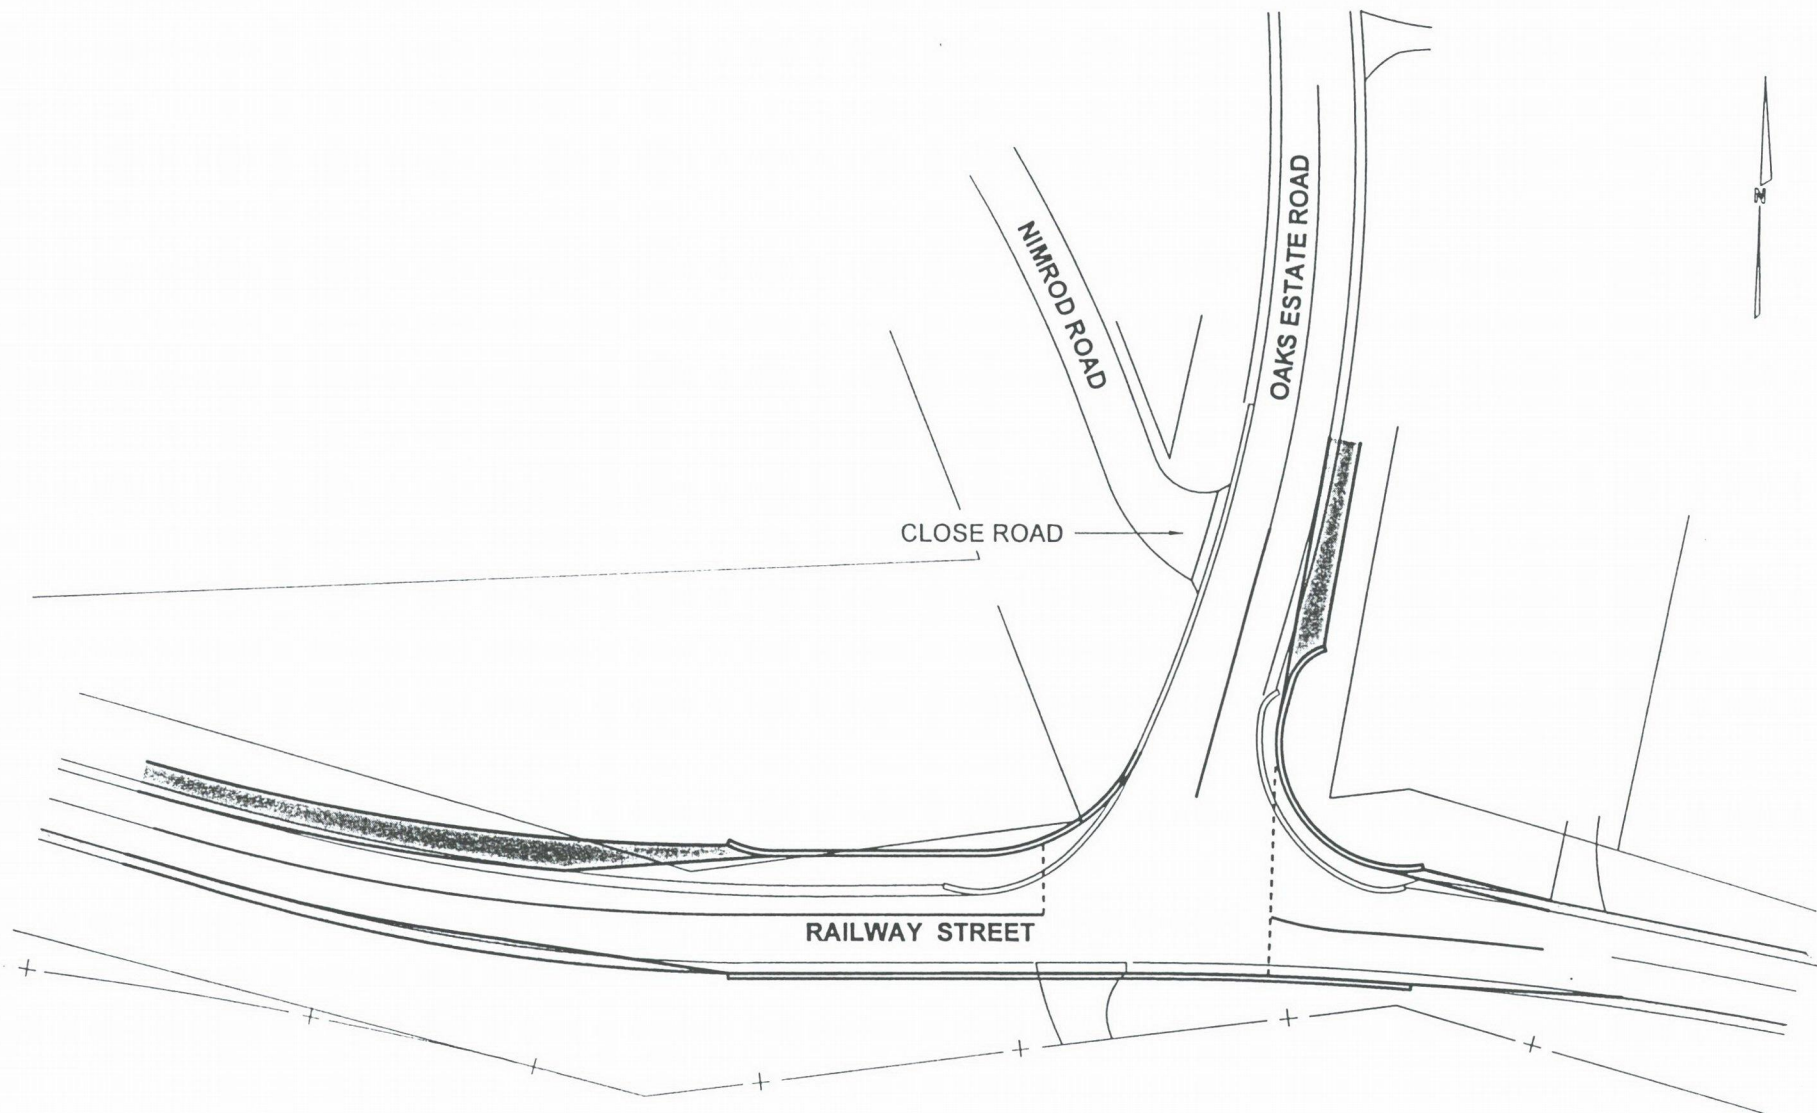 N
OAKS ESTATE ROAD
NIMROD ROAD
CLOSE ROAD
RAILWAY STREET